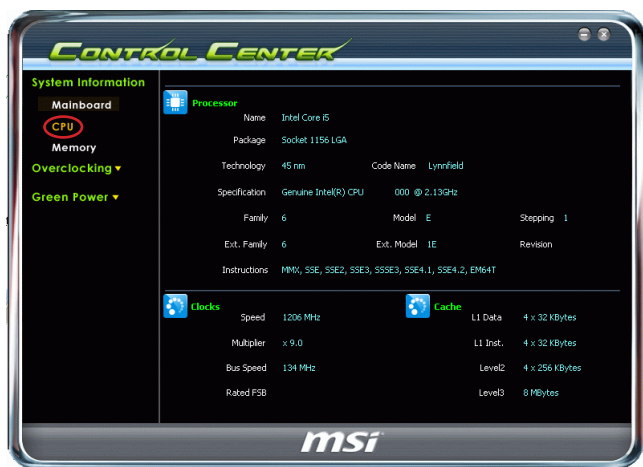 CONTROL CENTER
System Information
Mainboard
CPU
Memory
Overclocking
Green Power
Processor
Name Intel Core i5
Package Socket 1156 LGA
Technology 45 nm Code Name Lynnfield
Specification Genuine Intel(R) CPU 000 @ 2.13GHz
Family 6 Model E Stepping 1
Ext. Family 6 Ext. Model 1E Revision
Instructions MMX, SSE, SSE2, SSE3, SSSE3, SSE4.1, SSE4.2, EM64T
Clocks
Speed 1206 MHz
Multiplier x 9.0
Bus Speed 134 MHz
Rated FSB
Cache
L1 Data 4 x 32 KBytes
L1 Inst. 4 x 32 KBytes
Level2 4 x 256 KBytes
Level3 8 MBytes
msi